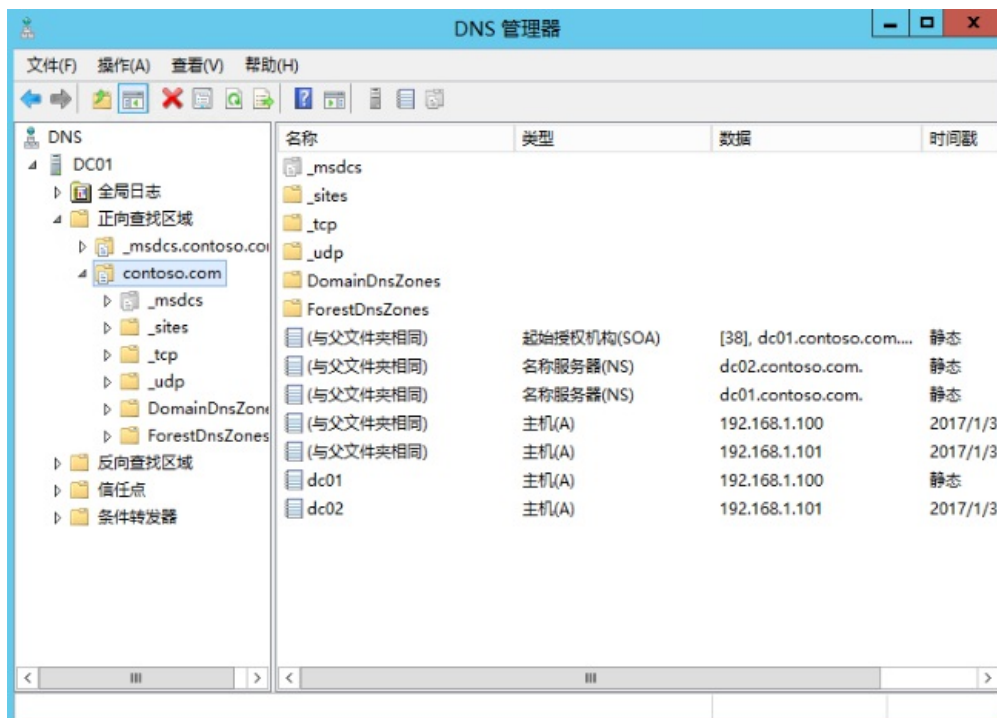 DNS 管理器
文件(F) 操作(A) 查看(V) 帮助(H)
DNS
DC01
全局日志
正向查找区域
_msdcs.contoso.co
contoso.com
_msdcs
_sites
_tcp
_udp
DomainDnsZone
ForestDnsZones
反向查找区域
信任点
条件转发器
名称 类型 数据 时间戳
_msdcs
_sites
_tcp
_udp
DomainDnsZones
ForestDnsZones
(与父文件夹相同) 起始授权机构(SOA) [38], dc01.contoso.com.... 静态
(与父文件夹相同) 名称服务器(NS) dc02.contoso.com. 静态
(与父文件夹相同) 名称服务器(NS) dc01.contoso.com. 静态
(与父文件夹相同) 主机(A) 192.168.1.100 2017/1/3
(与父文件夹相同) 主机(A) 192.168.1.101 2017/1/3
dc01 主机(A) 192.168.1.100 静态
dc02 主机(A) 192.168.1.101 2017/1/3